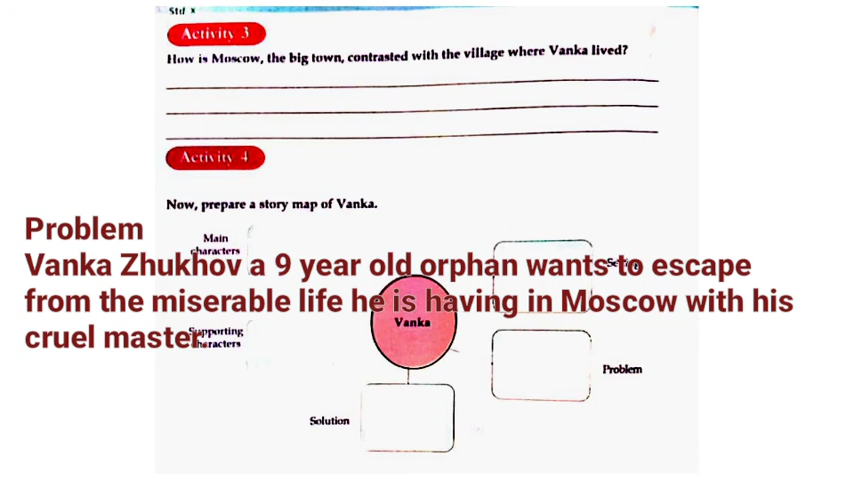 Std x
Activity 3
How is Moscow, the big town, contrasted with the village where Vanka lived?
Activity 4
Now, prepare a story map of Vanka.
Problem
Main
characters
Vanka Zhukhov a 9 year old orphan wants to escape
from the miserable life he is having in Moscow with his
cruel master
Vanka
Supporting
characters
Problem
Solution